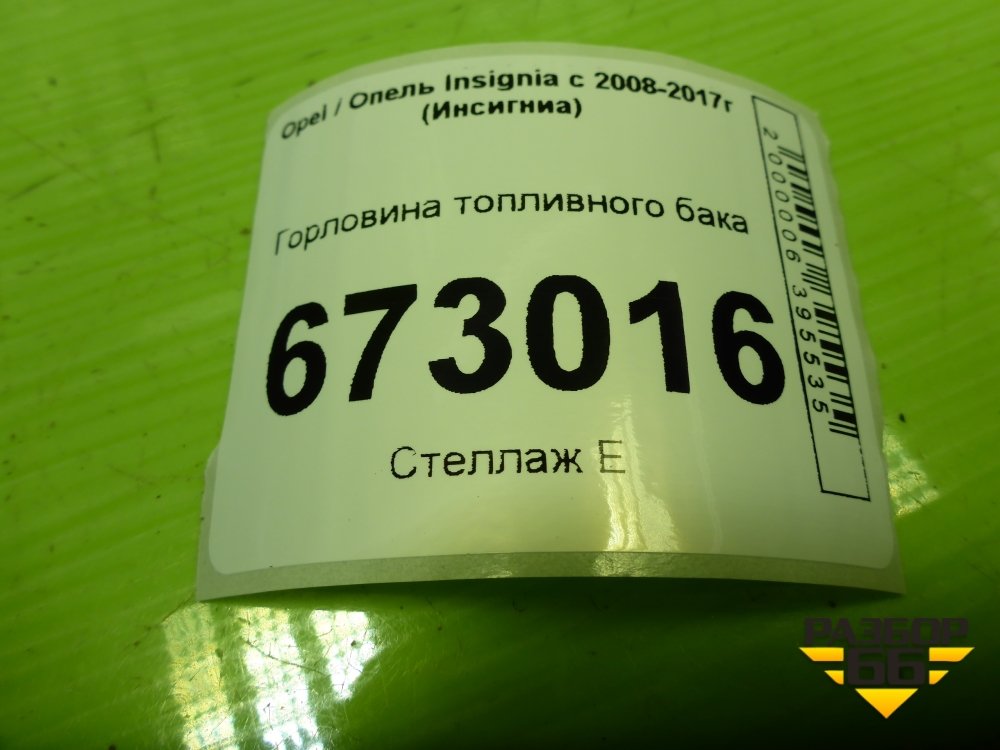 Opel / Опель Insignia с 2008-2017г
(Инсигниа)
Горловина топливного бака
673016
Стеллаж Е
2000006395535
РАЗБОР
66